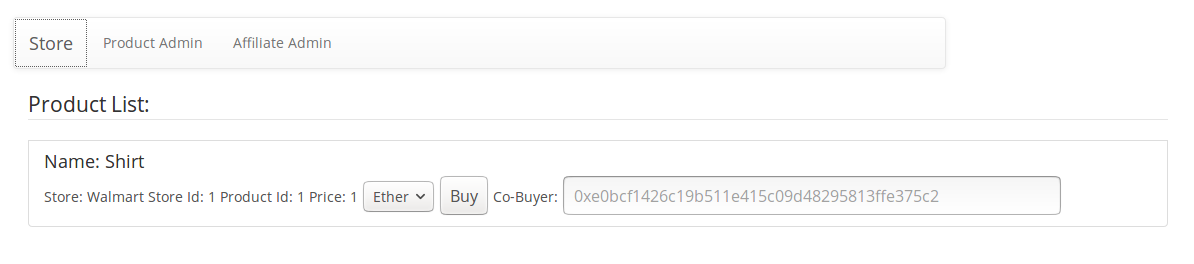 Store Product Admin Affiliate Admin
Product List:
Name: Shirt
Store: Walmart Store Id: 1 Product Id: 1 Price: 1 Ether Buy Co-Buyer: 0xe0bcf1426c19b511e415c09d48295813ffe375c2